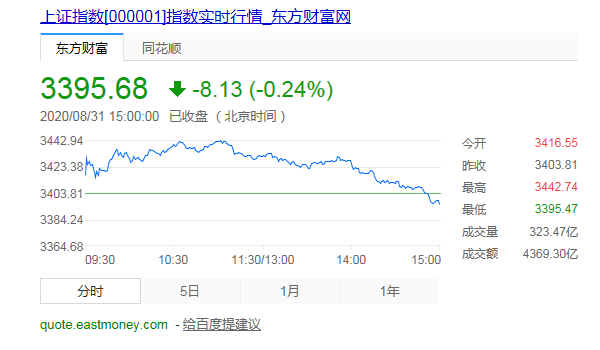 上证指数[000001]指数实时行情_东方财富网
东方财富 同花顺
3395.68 -8.13 (-0.24%)
2020/08/31 15:00:00 已收盘 （北京时间）
3442.94
3423.38
3403.81
3384.24
3364.68
09:30 10:30 11:30/13:00 14:00 15:00
今开 3416.55
昨收 3403.81
最高 3442.74
最低 3395.47
成交量 323.47亿
成交额 4369.30亿
分时 5日 1月 1年
quote.eastmoney.com - 给百度提建议